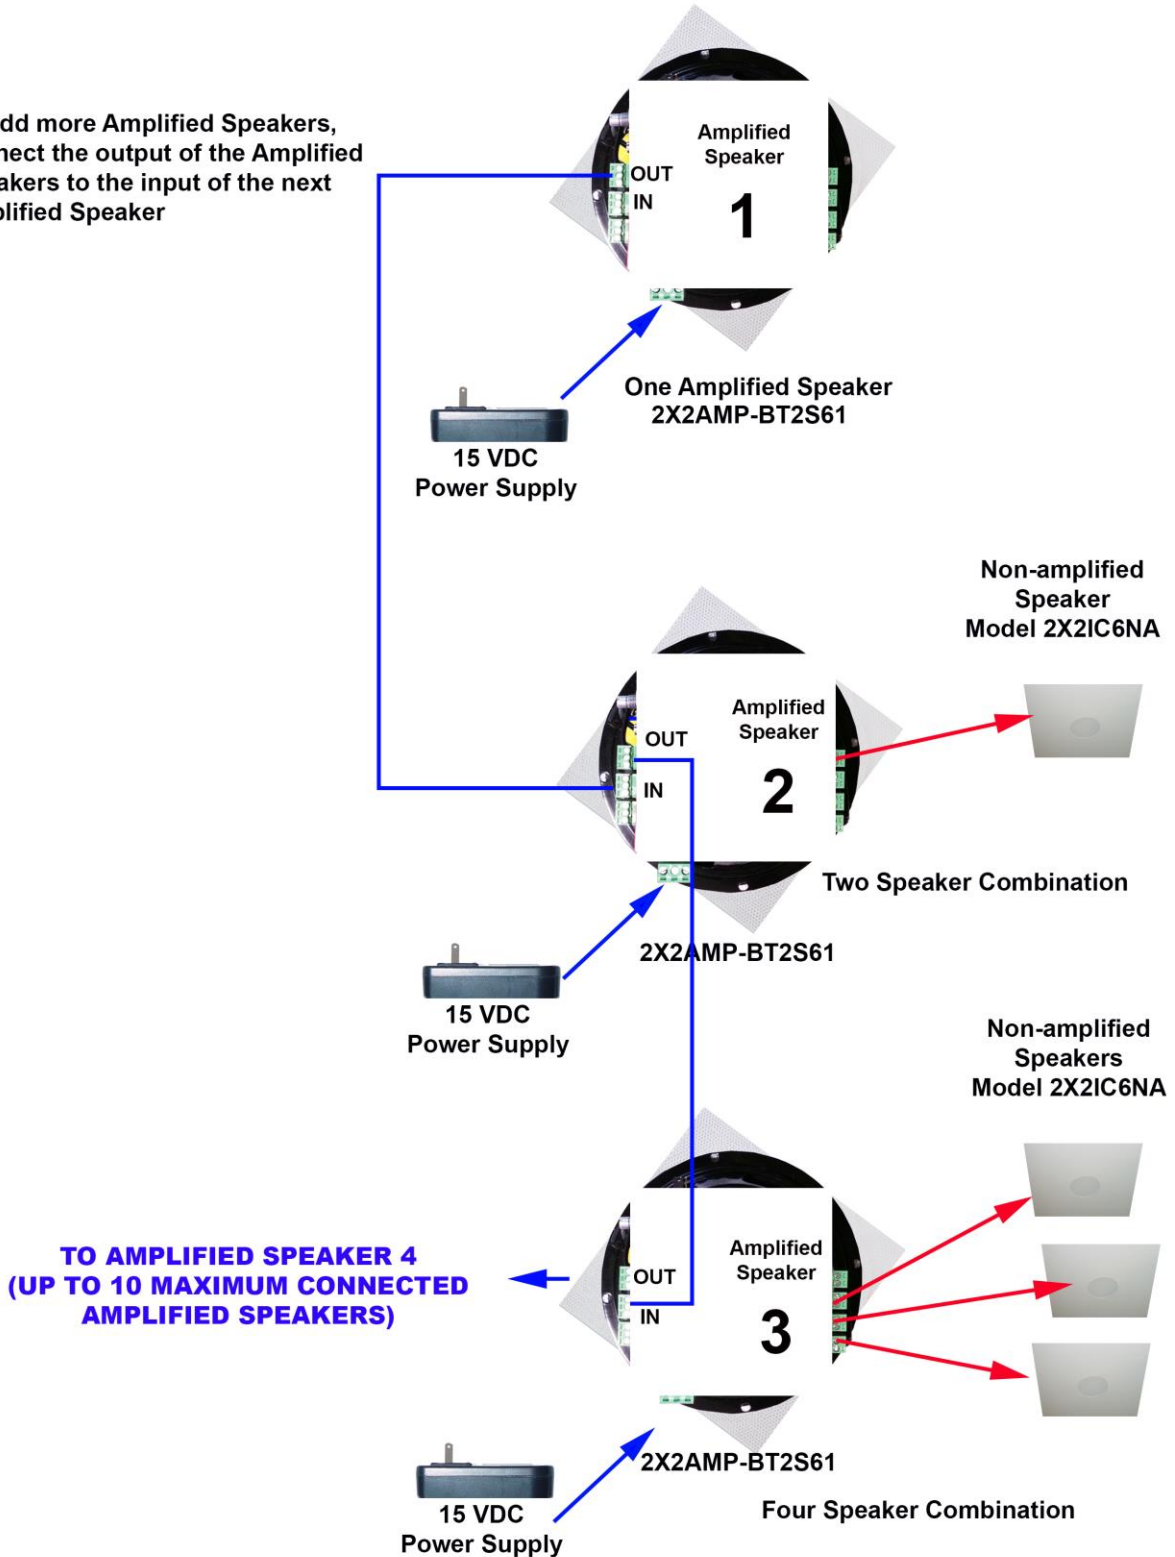 dd more Amplified Speakers,
nect the output of the Amplified
akers to the input of the next
plified Speaker
Amplified
Speaker
1
OUT
IN
One Amplified Speaker
2X2AMP-BT2S61
15 VDC
Power Supply
Non-amplified
Speaker
Model 2X2IC6NA
Amplified
Speaker
2
OUT
IN
Two Speaker Combination
2X2AMP-BT2S61
15 VDC
Power Supply
Non-amplified
Speakers
Model 2X2IC6NA
TO AMPLIFIED SPEAKER 4
(UP TO 10 MAXIMUM CONNECTED
AMPLIFIED SPEAKERS)
Amplified
Speaker
3
OUT
IN
2X2AMP-BT2S61
15 VDC
Power Supply
Four Speaker Combination